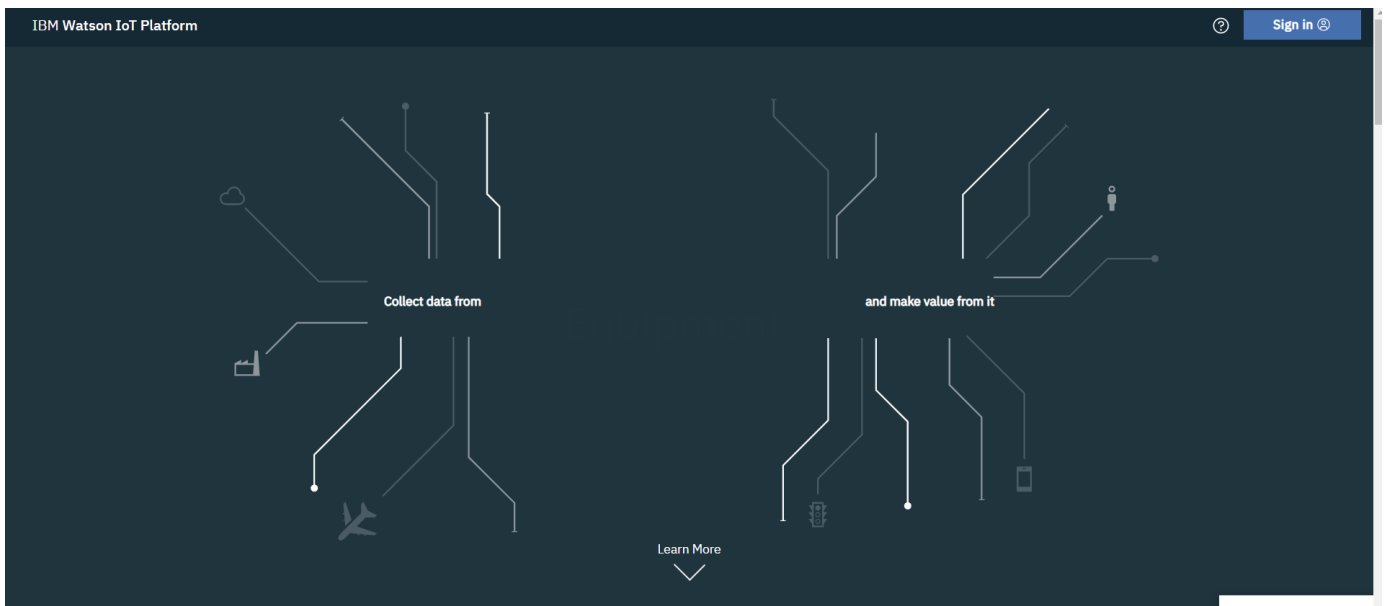 IBM Watson IoT Platform
Sign in
Collect data from
and make value from it
Learn More